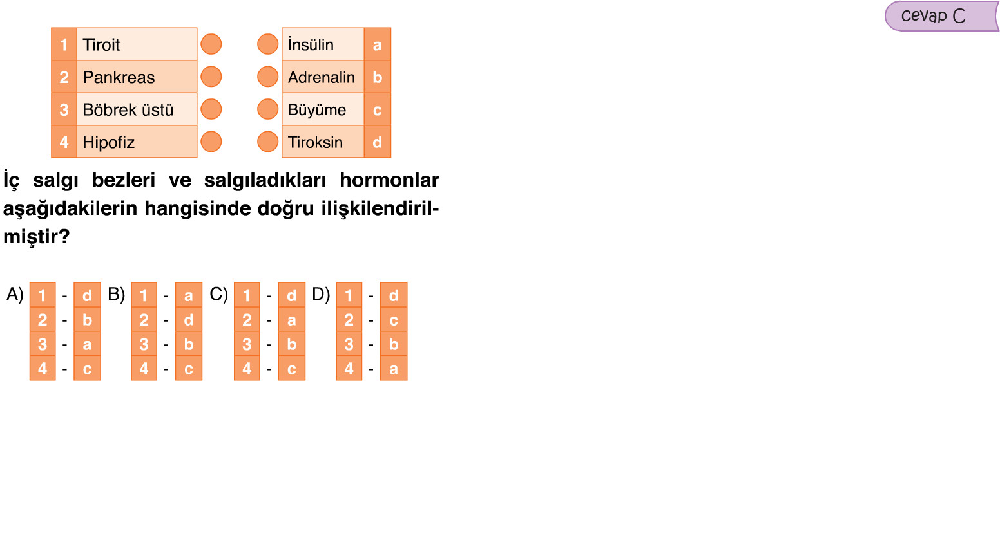 cevap C
1 Tiroit İnsülin a
2 Pankreas Adrenalin b
3 Böbrek üstü Büyüme c
4 Hipofiz Tiroksin d
İç salgı bezleri ve salgıladıkları hormonlar
aşağıdakilerin hangisinde doğru ilişkilendiril-
miştir?
A) 1 - d B) 1 - a C) 1 - d D) 1 - d
2 - b 2 - d 2 - a 2 - c
3 - a 3 - b 3 - b 3 - b
4 - c 4 - c 4 - c 4 - a